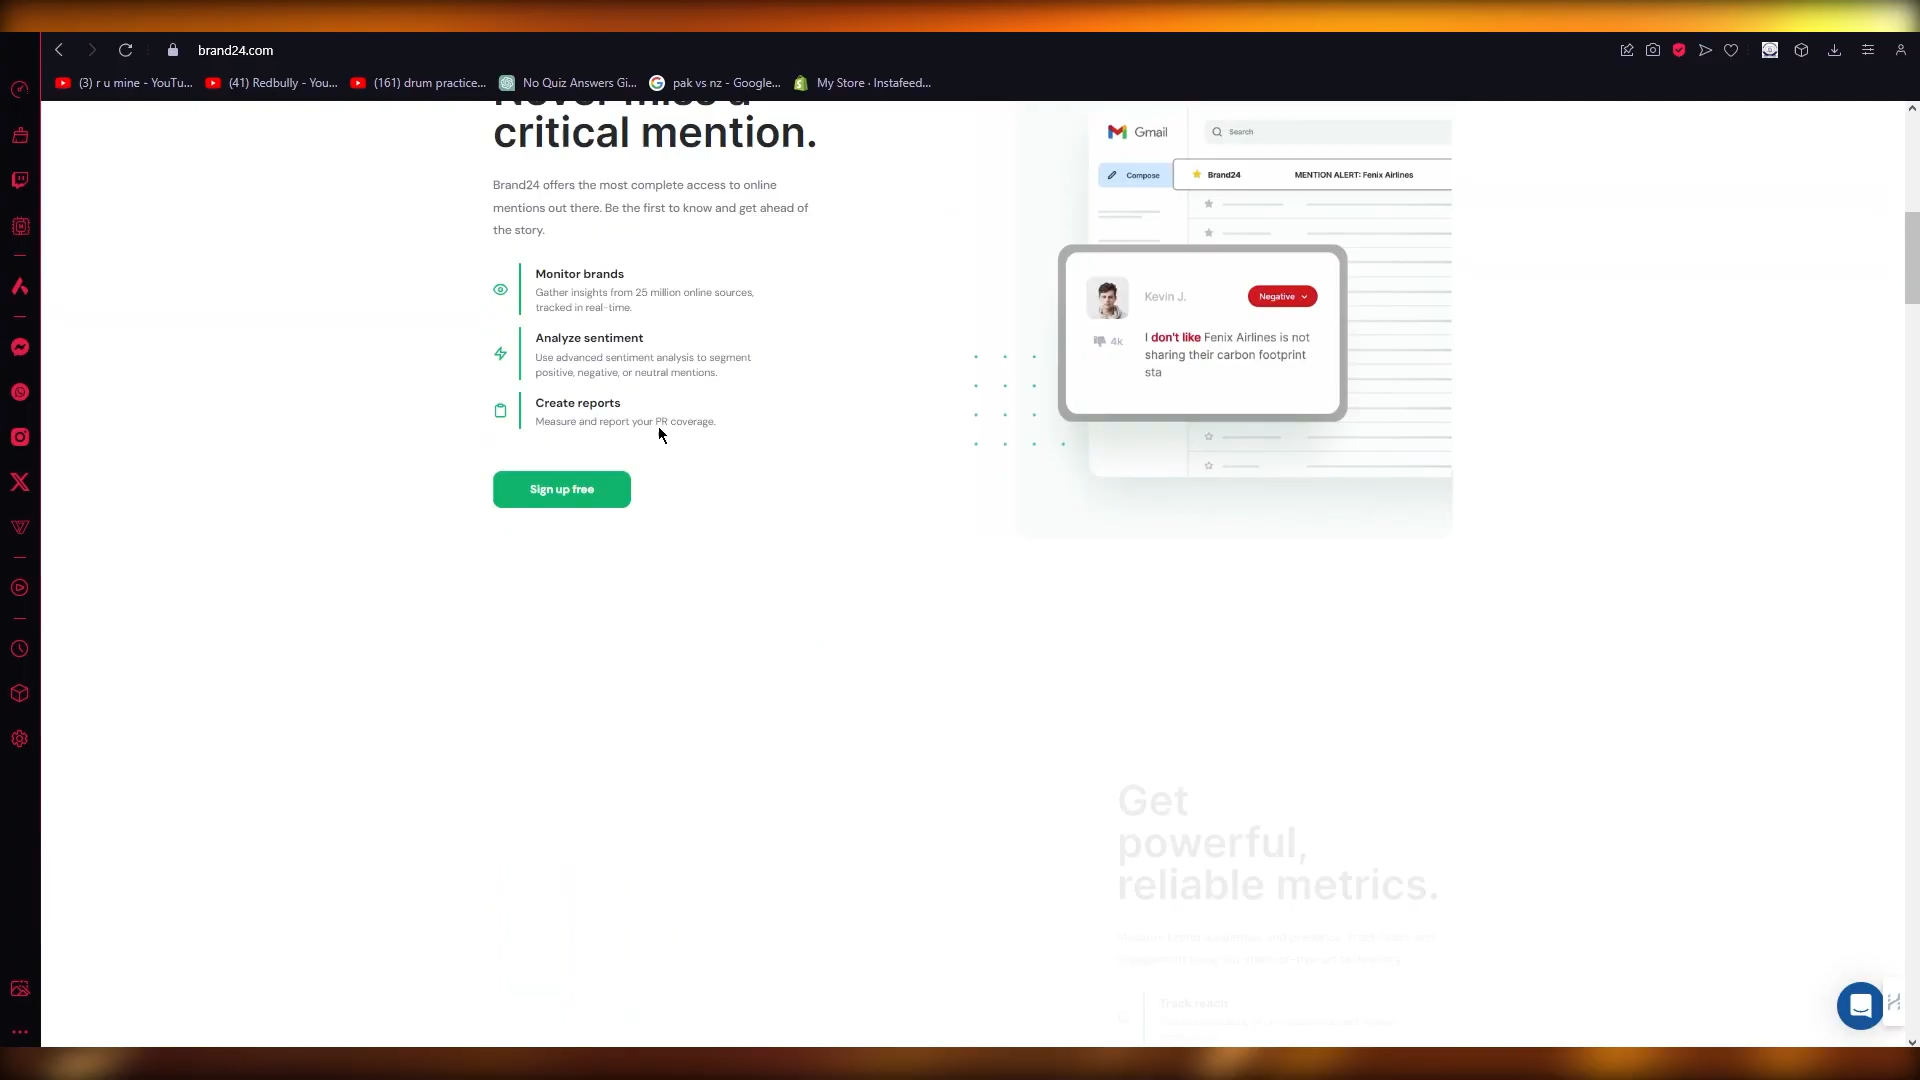 brand24.com
(3) r u mine - YouTu...
(41) Redbully - You...
(161) drum practice...
No Quiz Answers Gi...
pak vs nz - Google...
My Store · Instafeed...
Never miss a
critical mention.
Brand24 offers the most complete access to online
mentions out there. Be the first to know and get ahead of
the story.
Monitor brands
Gather insights from 25 million online sources,
tracked in real-time.
Analyze sentiment
Use advanced sentiment analysis to segment
positive, negative, or neutral mentions.
Create reports
Measure and report your PR coverage.
Sign up free
Gmail
Search
Compose
Brand24
MENTION ALERT: Fenix Airlines
Kevin J.
Negative
4k
I don't like Fenix Airlines is not
sharing their carbon footprint
sta
Get
powerful,
reliable metrics.
Track reach